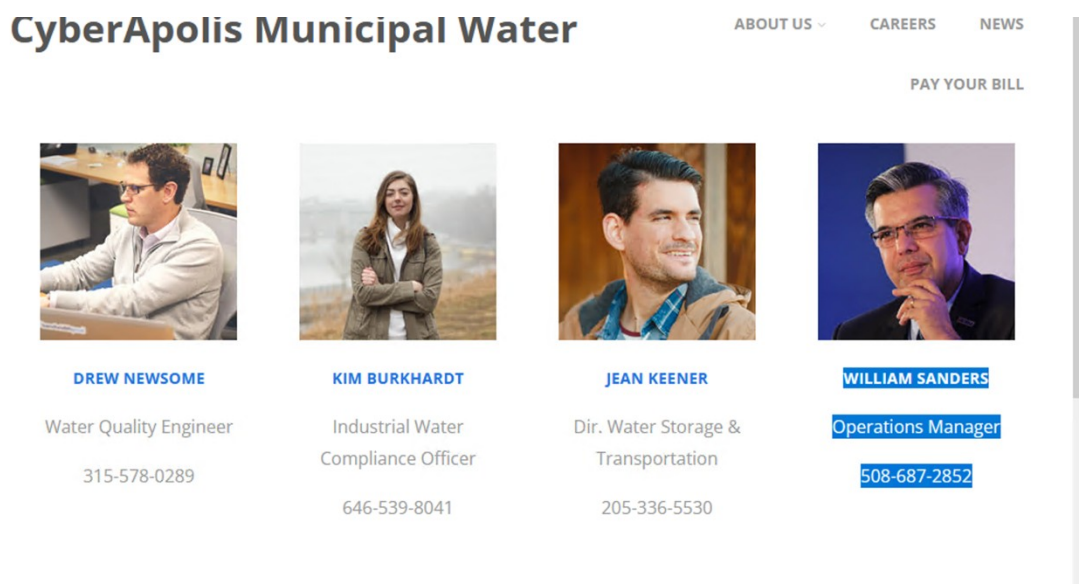 CyberApolis Municipal Water
ABOUT US
CAREERS
NEWS
PAY YOUR BILL
DREW NEWSOME
Water Quality Engineer
315-578-0289
KIM BURKHARDT
Industrial Water
Compliance Officer
646-539-8041
JEAN KEENER
Dir. Water Storage &
Transportation
205-336-5530
WILLIAM SANDERS
Operations Manager
508-687-2852